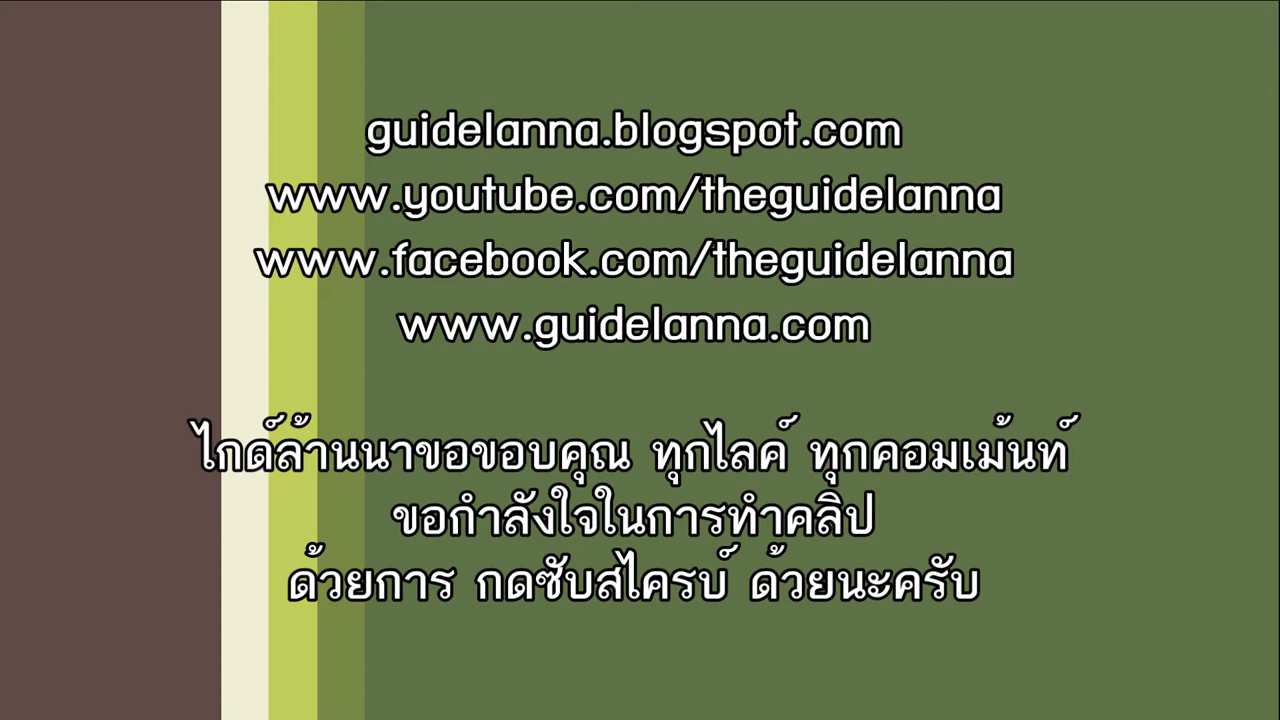 guidelanna.blogspot.com
www.youtube.com/theguidelanna
www.facebook.com/theguidelanna
www.guidelanna.com
ไกด์ล้านนาขอขอบคุณ ทุกไลค์ ทุกคอมเม้นท์
ขอกำลังใจในการทำคลิป
ด้วยการ กดซับสไครบ์ ด้วยนะครับ